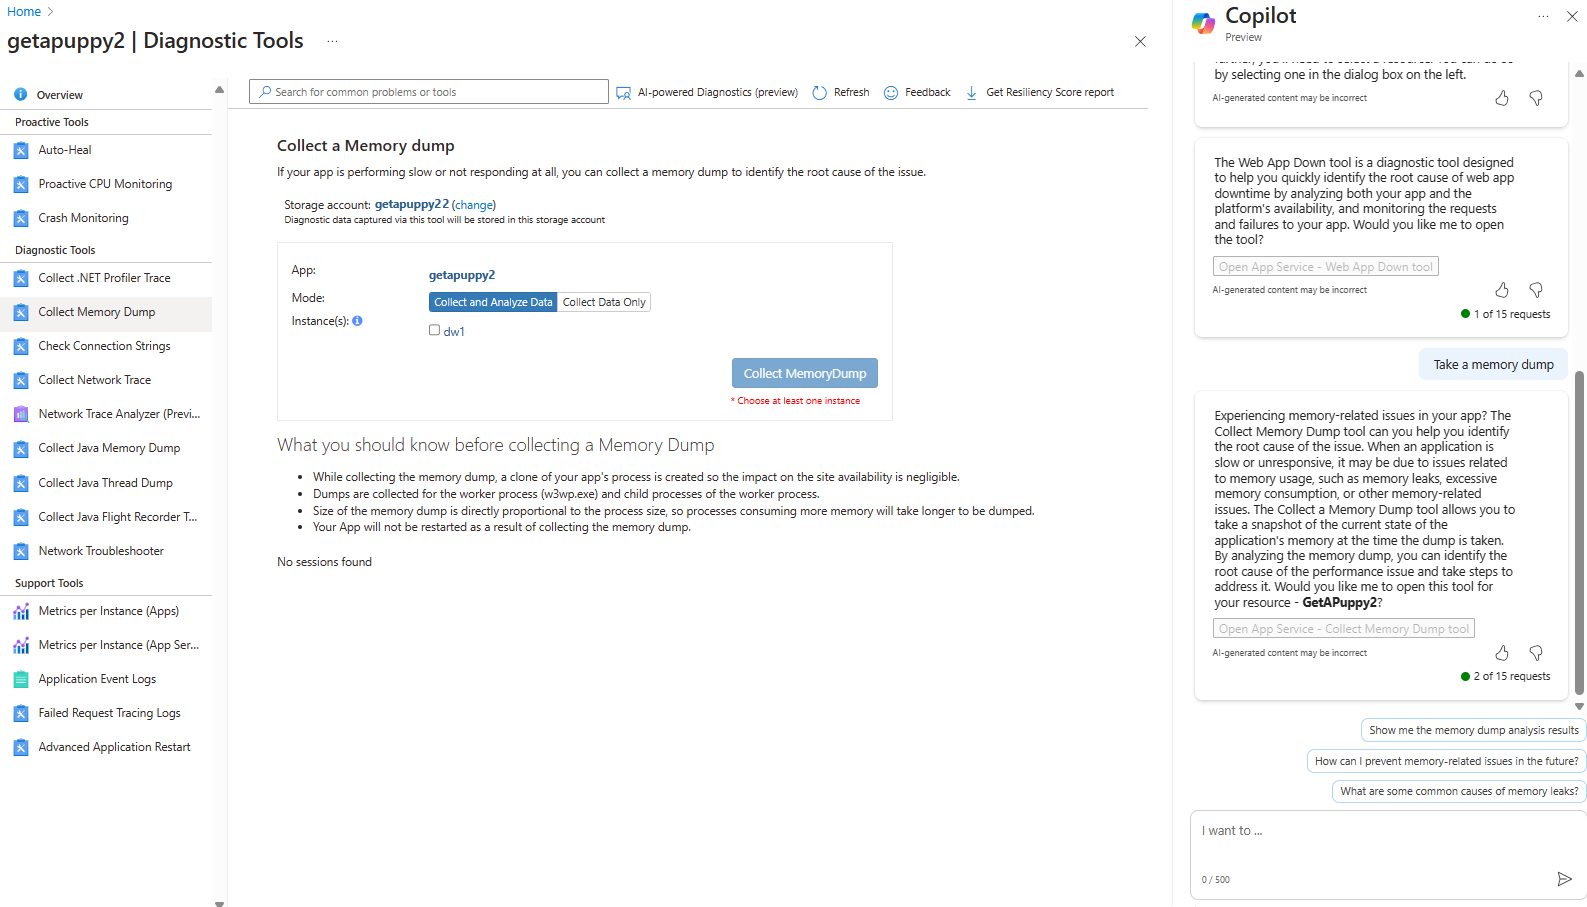 Home
getapuppy2 | Diagnostic Tools ...
Overview
Proactive Tools
Auto-Heal
Proactive CPU Monitoring
Crash Monitoring
Diagnostic Tools
Collect .NET Profiler Trace
Collect Memory Dump
Check Connection Strings
Collect Network Trace
Network Trace Analyzer (Previ...
Collect Java Memory Dump
Collect Java Thread Dump
Collect Java Flight Recorder T...
Network Troubleshooter
Support Tools
Metrics per Instance (Apps)
Metrics per Instance (App Ser...
Application Event Logs
Failed Request Tracing Logs
Advanced Application Restart
Search for common problems or tools
AI-powered Diagnostics (preview)
Refresh
Feedback
Get Resiliency Score report
Collect a Memory dump
If your app is performing slow or not responding at all, you can collect a memory dump to identify the root cause of the issue.
Storage account: getapuppy22 (change)
Diagnostic data captured via this tool will be stored in this storage account
App: getapuppy2
Mode: Collect and Analyze Data Collect Data Only
Instance(s):
dw1
Collect MemoryDump
* Choose at least one instance
What you should know before collecting a Memory Dump
• While collecting the memory dump, a clone of your app's process is created so the impact on the site availability is negligible.
• Dumps are collected for the worker process (w3wp.exe) and child processes of the worker process.
• Size of the memory dump is directly proportional to the process size, so processes consuming more memory will take longer to be dumped.
• Your App will not be restarted as a result of collecting the memory dump.
No sessions found
Copilot
Preview
by selecting one in the dialog box on the left.
AI-generated content may be incorrect
The Web App Down tool is a diagnostic tool designed
to help you quickly identify the root cause of web app
downtime by analyzing both your app and the
platform's availability, and monitoring the requests
and failures to your app. Would you like me to open
the tool?
Open App Service - Web App Down tool
AI-generated content may be incorrect
1 of 15 requests
Take a memory dump
Experiencing memory-related issues in your app? The
Collect Memory Dump tool can you help you identify
the root cause of the issue. When an application is
slow or unresponsive, it may be due to issues related
to memory usage, such as memory leaks, excessive
memory consumption, or other memory-related
issues. The Collect a Memory Dump tool allows you to
take a snapshot of the current state of the
application's memory at the time the dump is taken.
By analyzing the memory dump, you can identify the
root cause of the performance issue and take steps to
address it. Would you like me to open this tool for
your resource - GetAPuppy2?
Open App Service - Collect Memory Dump tool
AI-generated content may be incorrect
2 of 15 requests
Show me the memory dump analysis results
How can I prevent memory-related issues in the future?
What are some common causes of memory leaks?
I want to ...
0 / 500